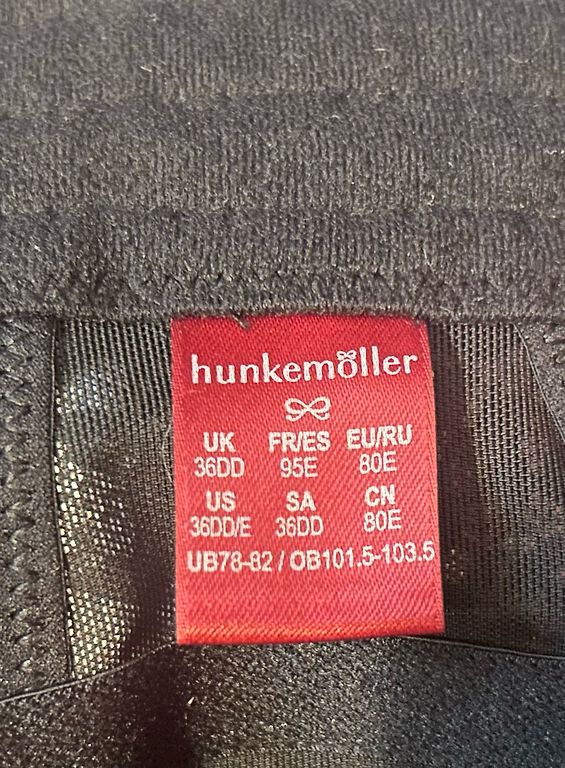 hunkemöller
UK FR/ES EU/RU
36DD 95E 80E
US SA CN
36DD/E 36DD 80E
UB78-82 / OB101.5-103.5